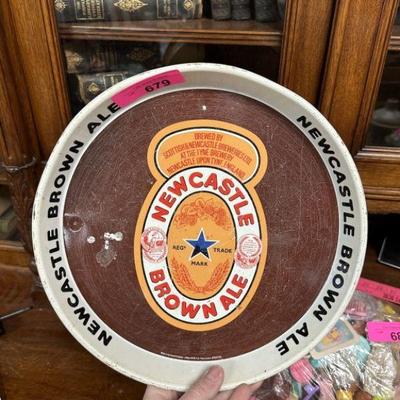 679
NEWCASTLE BROWN ALE
NEWCASTLE BROWN ALE
BREWED BY
SCOTTISH & NEWCASTLE BREWERIES LTD
AT THE TYNE BREWERY
NEWCASTLE UPON TYNE, ENGLAND
NEWCASTLE
REGD TRADE
MARK
BROWN ALE